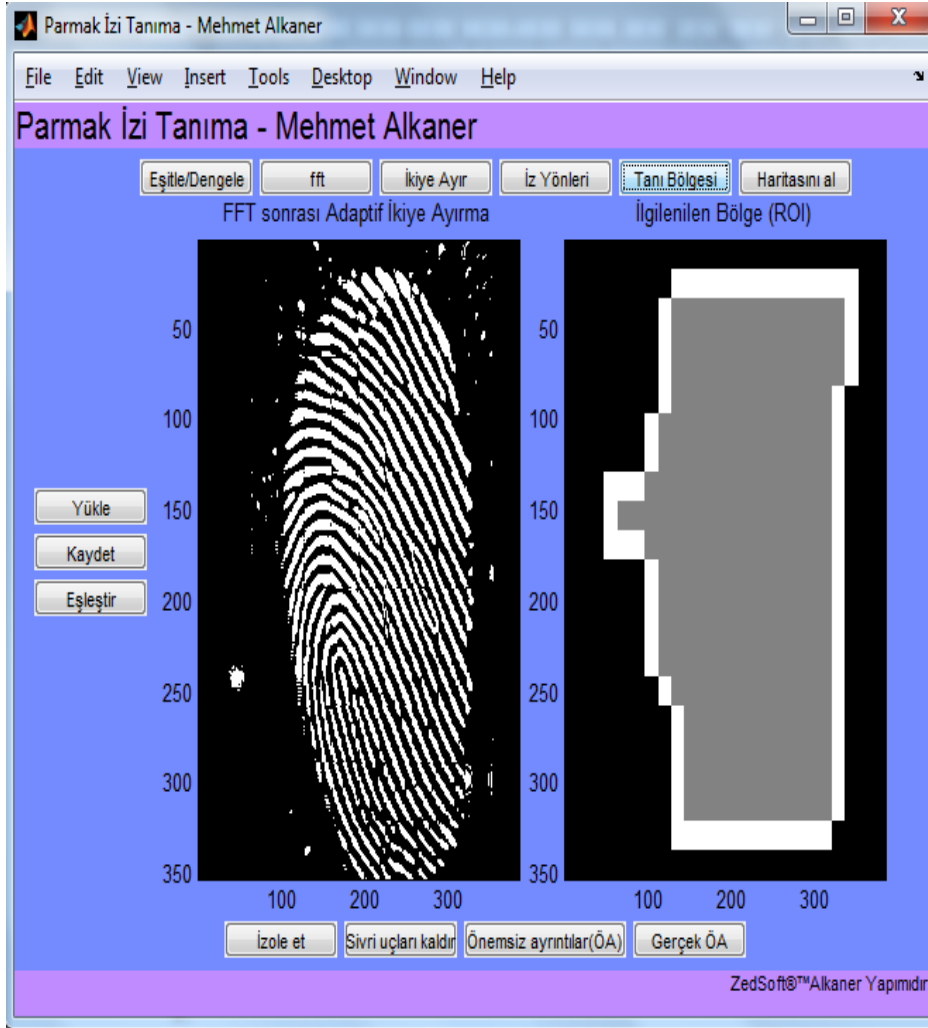 Parmak İzi Tanıma - Mehmet Alkaner
File Edit View Insert Tools Desktop Window Help
Parmak İzi Tanıma - Mehmet Alkaner
Eşitle/Dengele fft İkiye Ayır İz Yönleri Tanı Bölgesi Haritasını al
FFT sonrası Adaptif İkiye Ayırma İlgilenilen Bölge (ROI)
50 50
100 100
Yükle 150 150
Kaydet
Eşleştir 200 200
250 250
300 300
350 350
100 200 300 100 200 300
İzole et Sivri uçları kaldır Önemsiz ayrıntılar(ÖA) Gerçek ÖA
ZedSoft®™Alkaner Yapımıdır